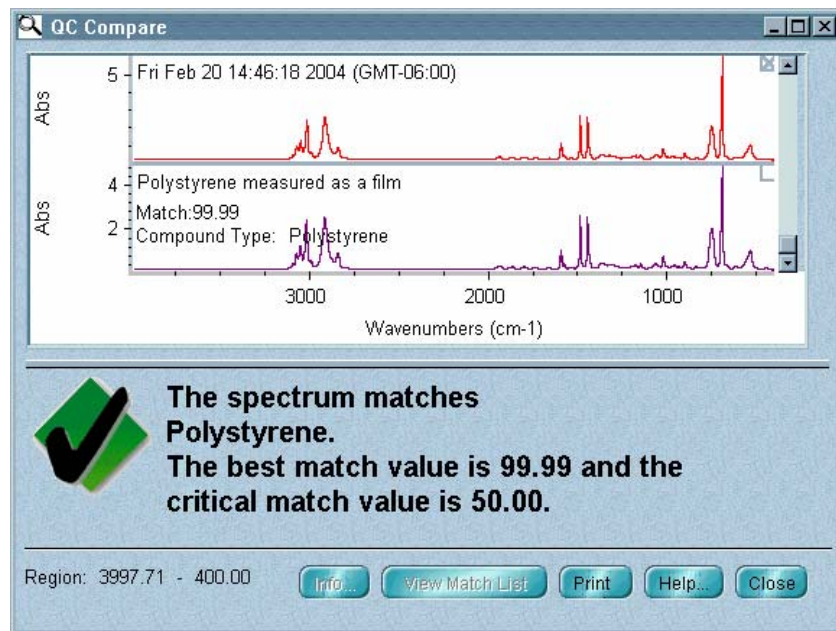 QC Compare
5
Abs
Fri Feb 20 14:46:18 2004 (GMT-06:00)
4
2
Abs
Polystyrene measured as a film
Match:99.99
Compound Type: Polystyrene
3000 2000 1000
Wavenumbers (cm-1)
The spectrum matches
Polystyrene.
The best match value is 99.99 and the
critical match value is 50.00.
Region: 3997.71 - 400.00
Info...
View Match List
Print
Help...
Close